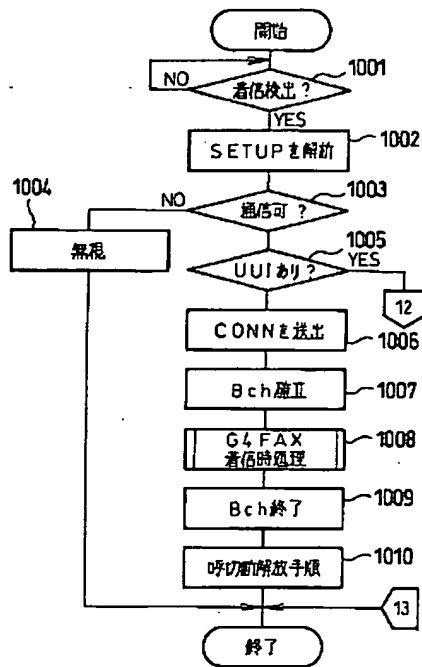 開始
1001
NO
着信検出?
YES
1002
SETUPを解析
1004
NO
1003
通信可?
無視
1005
UUIあり?
YES
12
CONNを送出
1006
Bch確立
1007
G4 FAX
着信時処理
1008
Bch終了
1009
呼切断解放手順
1010
13
終了